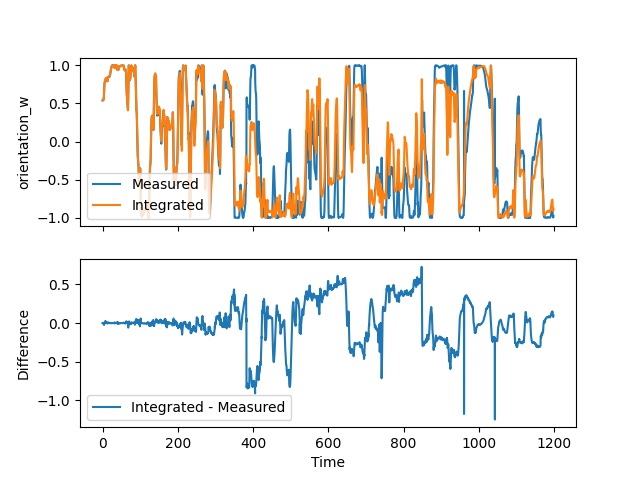 1.0
0.5
0.0
−0.5
−1.0
orientation_w
Measured
Integrated
0.5
0.0
−0.5
−1.0
Difference
Integrated - Measured
0 200 400 600 800 1000 1200
Time